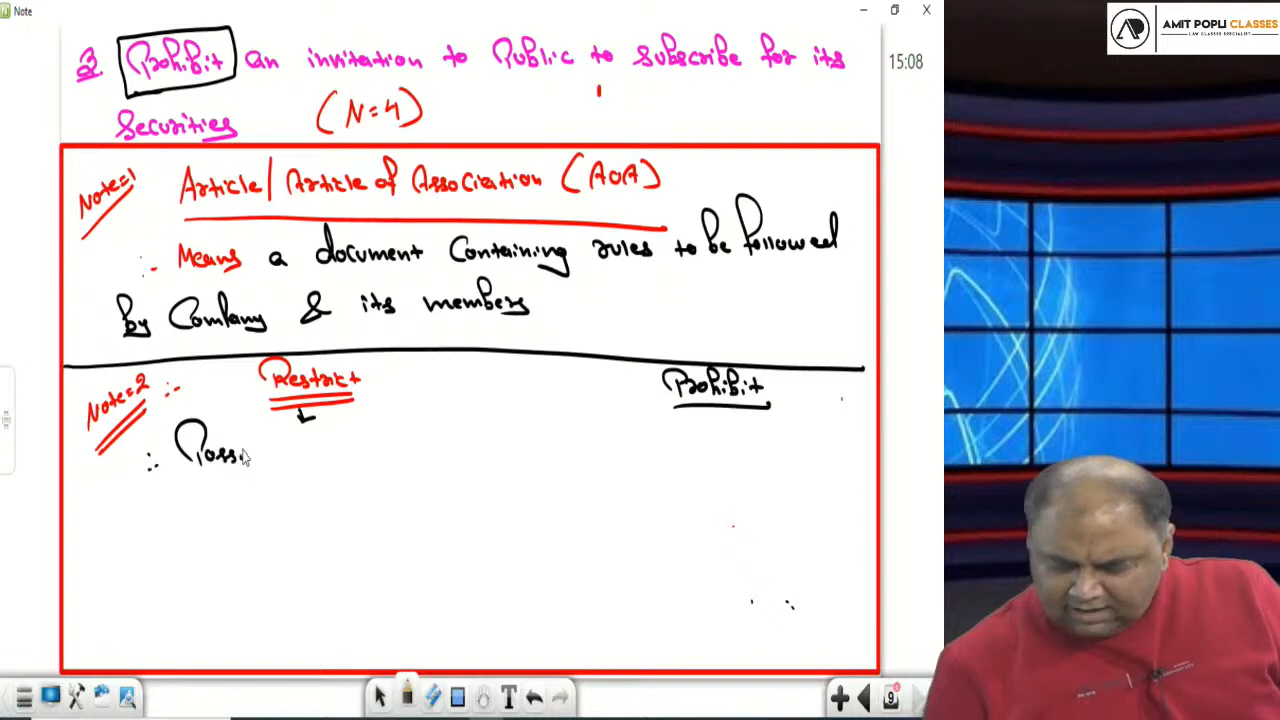 Note
AMIT POPLI CLASSES
LAW CLASSES SPECIALIST
15:08
3 Prohibit an invitation to Public to subscribe for its
Securities (N=4)
Note=1 Article/Article of Association (AOA)
:- Means a document containing rules to be followed
by Company & its members
Note=2 :- Restrict Prohibit
Poss
9